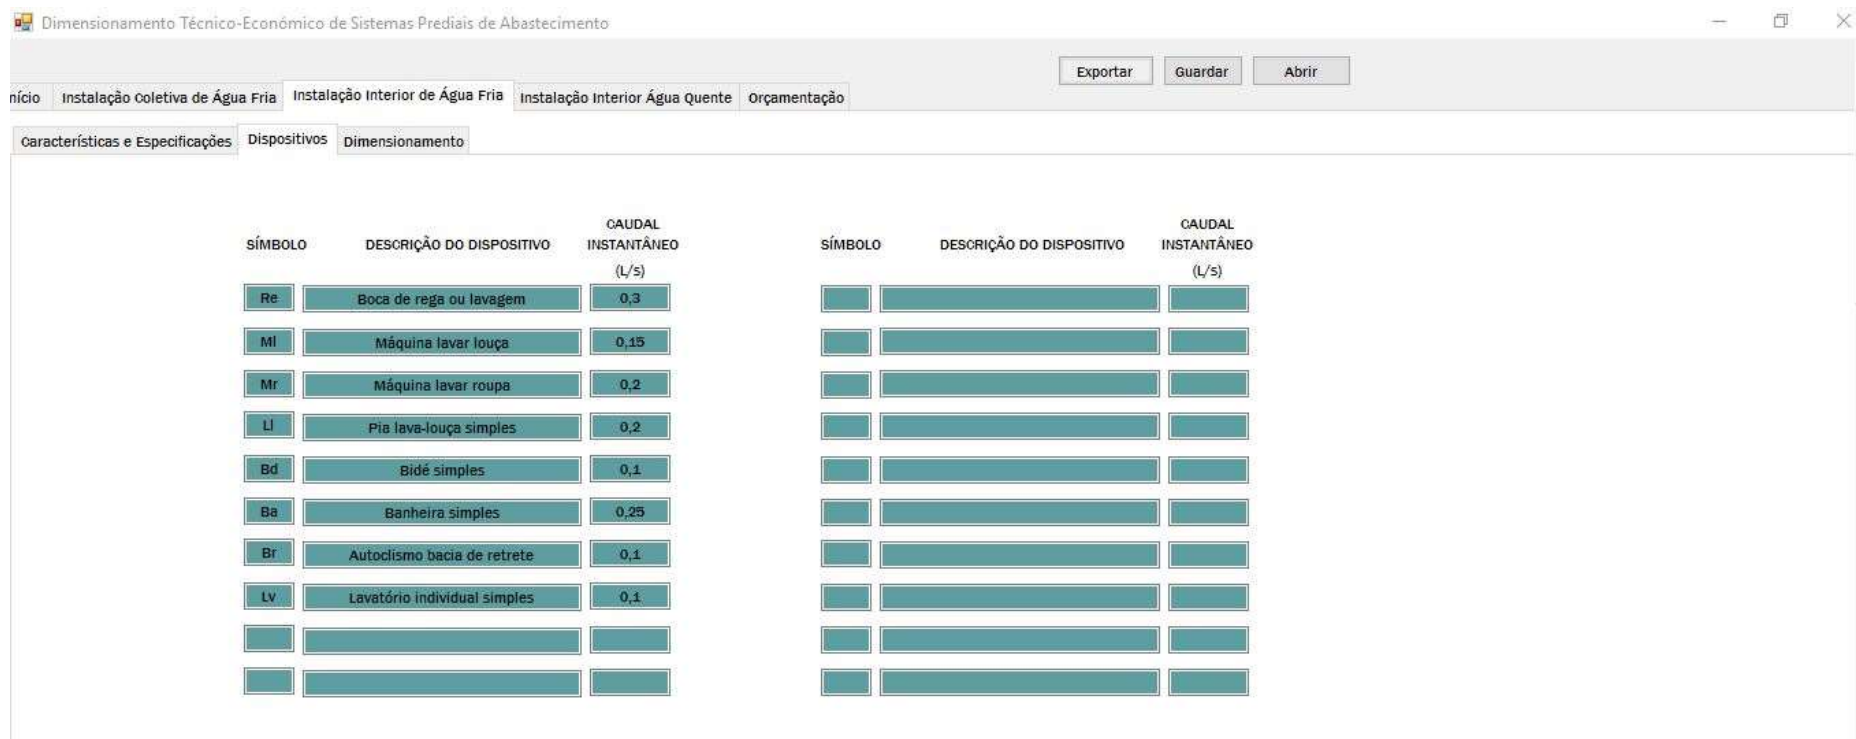 Dimensionamento Técnico-Económico de Sistemas Prediais de Abastecimento
Exportar Guardar Abrir
nício Instalação Coletiva de Água Fria Instalação Interior de Água Fria Instalação Interior Água Quente Orçamentação
Características e Especificações Dispositivos Dimensionamento
CAUDAL CAUDAL
SÍMBOLO DESCRIÇÃO DO DISPOSITIVO INSTANTÂNEO SÍMBOLO DESCRIÇÃO DO DISPOSITIVO INSTANTÂNEO
(L/s) (L/s)
Re Boca de rega ou lavagem 0,3
Ml Máquina lavar louça 0,15
Mr Máquina lavar roupa 0,2
Ll Pia lava-louça simples 0,2
Bd Bidé simples 0,1
Ba Banheira simples 0,25
Br Autoclismo bacia de retrete 0,1
Lv Lavatório individual simples 0,1